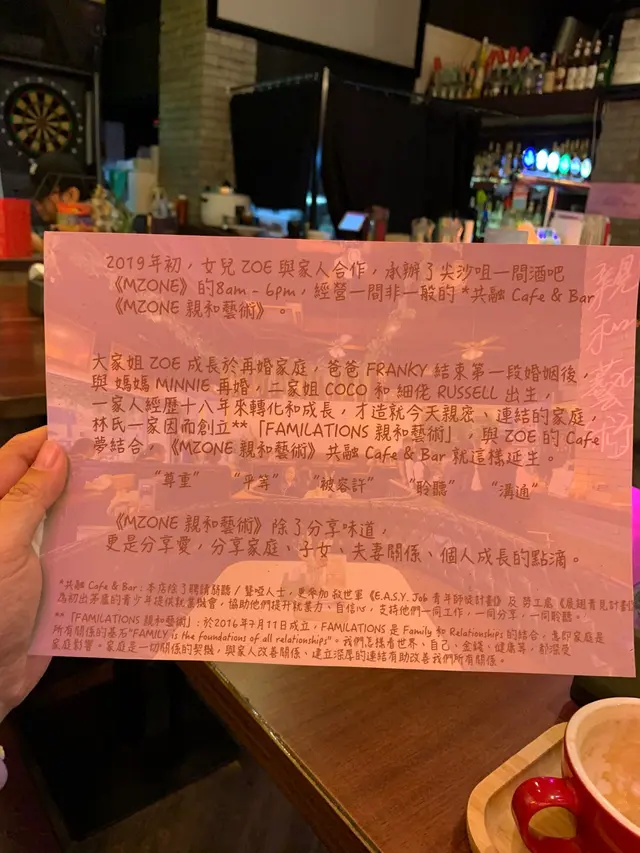 2019年初，女兒 ZOE 與家人合作，承辦了尖沙咀一間酒吧
《MZONE》的8am - 6pm，經營一間非一般的 *共融 Cafe & Bar
《MZONE 親和藝術》。
大家姐 ZOE 成長於再婚家庭，爸爸 FRANKY 結束第一段婚姻後，
與 媽媽 MINNIE 再婚，二家姐 COCO 和 細佬 RUSSELL 出生，
一家人經歷十八年來轉化和成長，才造就今天親密、連結的家庭，
林氏一家因而創立**「FAMILATIONS 親和藝術」，與 ZOE 的 Cafe
夢結合，《MZONE 親和藝術》共融 Cafe & Bar 就這樣延生。
"尊重" "平等" "被容許" "聆聽" "溝通"
《MZONE 親和藝術》除了分享味道，
更是分享愛，分享家庭、子女、夫妻關係、個人成長的點滴。
*共融 Cafe & Bar：本店除了聘請弱聽 / 聾啞人士，更參加 救世軍《E.A.S.Y. Job 青年師徒計劃》及 勞工處《展翅青見計劃》
為初出茅廬的青少年提供就業機會，協助他們提升就業力、自信心，支持他們一同工作，一同分享，一同聆聽。
**「FAMILATIONS 親和藝術」：於2016年7月11日成立，FAMILATIONS 是 Family 和 Relationships 的結合，意即家庭是
所有關係的基石"FAMILY is the foundations of all relationships"。我們怎樣看世界、自己、金錢、健康等，都深受
家庭影響。家庭是一切關係的契機，與家人改善關係、建立深厚的連結有助改善我們所有關係。
親和藝術